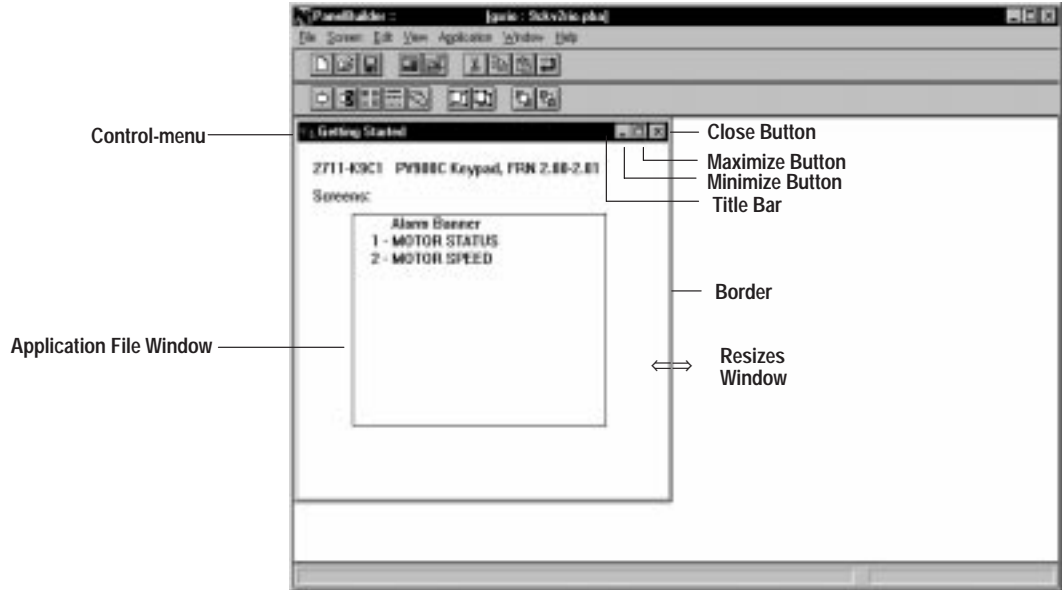 PanelBuilder ::
File Screen Edit View Application Window Help
Control-menu
Getting Started
Close Button
Maximize Button
Minimize Button
Title Bar
2711-K9C1 PV900C Keypad, FRN 2.00-2.01
Screens:
Alarm Banner
1 - MOTOR STATUS
2 - MOTOR SPEED
Border
Application File Window
Resizes
Window